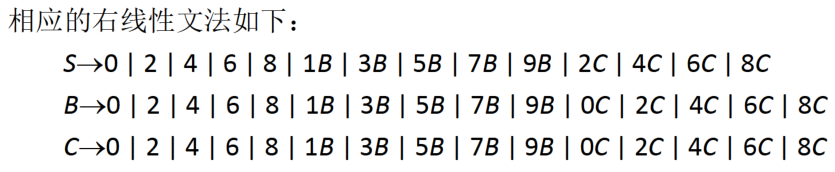 相应的右线性文法如下：
S→0 | 2 | 4 | 6 | 8 | 1B | 3B | 5B | 7B | 9B | 2C | 4C | 6C | 8C
B→0 | 2 | 4 | 6 | 8 | 1B | 3B | 5B | 7B | 9B | 0C | 2C | 4C | 6C | 8C
C→0 | 2 | 4 | 6 | 8 | 1B | 3B | 5B | 7B | 9B | 0C | 2C | 4C | 6C | 8C